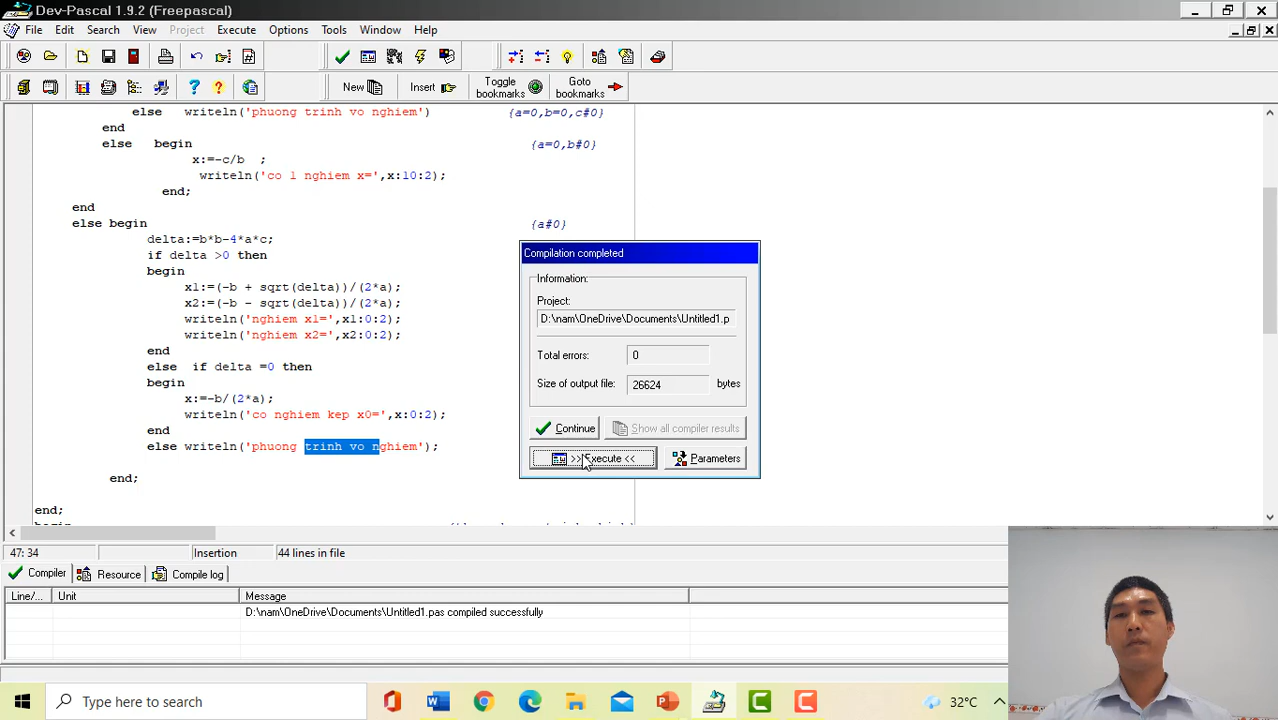 Dev-Pascal 1.9.2 (Freepascal)
File Edit Search View Project Execute Options Tools Window Help
New Insert Toggle bookmarks Goto bookmarks
else writeln('phuong trinh vo nghiem') {a=0,b=0,c#0}
end
else begin {a=0,b#0}
x:=-c/b ;
writeln('co 1 nghiem x=',x:10:2);
end;
end
else begin {a#0}
delta:=b*b-4*a*c;
if delta >0 then
begin
x1:=(-b + sqrt(delta))/(2*a);
x2:=(-b - sqrt(delta))/(2*a);
writeln('nghiem x1=',x1:0:2);
writeln('nghiem x2=',x2:0:2);
end
else if delta =0 then
begin
x:=-b/(2*a);
writeln('co nghiem kep x0=',x:0:2);
end
else writeln('phuong trinh vo nghiem');
end;
end;
begin
Compilation completed
Information:
Project:
D:\nam\OneDrive\Documents\Untitled1.p
Total errors: 0
Size of output file: 26624 bytes
Continue Show all compiler results
>> Execute << Parameters
47: 34 Insertion 44 lines in file
Compiler Resource Compile log
Line/... Unit Message
D:\nam\OneDrive\Documents\Untitled1.pas compiled successfully
Type here to search 32°C